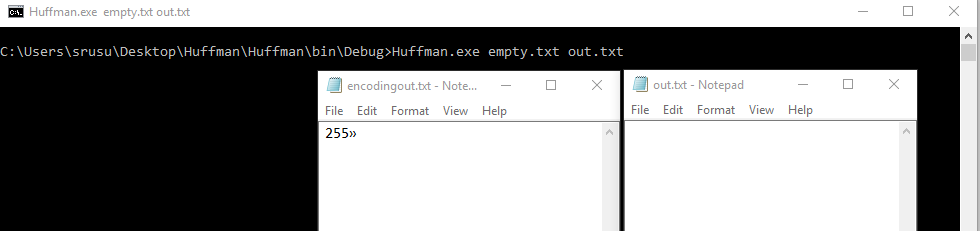 Huffman.exe  empty.txt out.txt
C:\Users\srusu\Desktop\Huffman\Huffman\bin\Debug>Huffman.exe empty.txt out.txt
encodingout.txt - Note...
File Edit Format View Help
255»
out.txt - Notepad
File Edit Format View Help